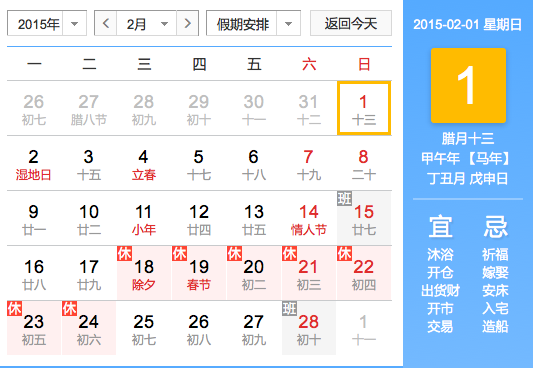 2015年 2月 假期安排 返回今天
一 二 三 四 五 六 日
26 27 28 29 30 31 1
初七 腊八节 初九 初十 十一 十二 十三
2 3 4 5 6 7 8
湿地日 十五 立春 十七 十八 十九 二十
班
9 10 11 12 13 14 15
廿一 廿二 小年 廿四 廿五 情人节 廿七
休 休 休 休 休
16 17 18 19 20 21 22
廿八 廿九 除夕 春节 初二 初三 初四
休 休 班
23 24 25 26 27 28 1
初五 初六 初七 初八 初九 初十 十一
2015-02-01 星期日
1
腊月十三
甲午年【马年】
丁丑月 戊申日
宜 忌
沐浴 祈福
开仓 嫁娶
出货财 安床
开市 入宅
交易 造船